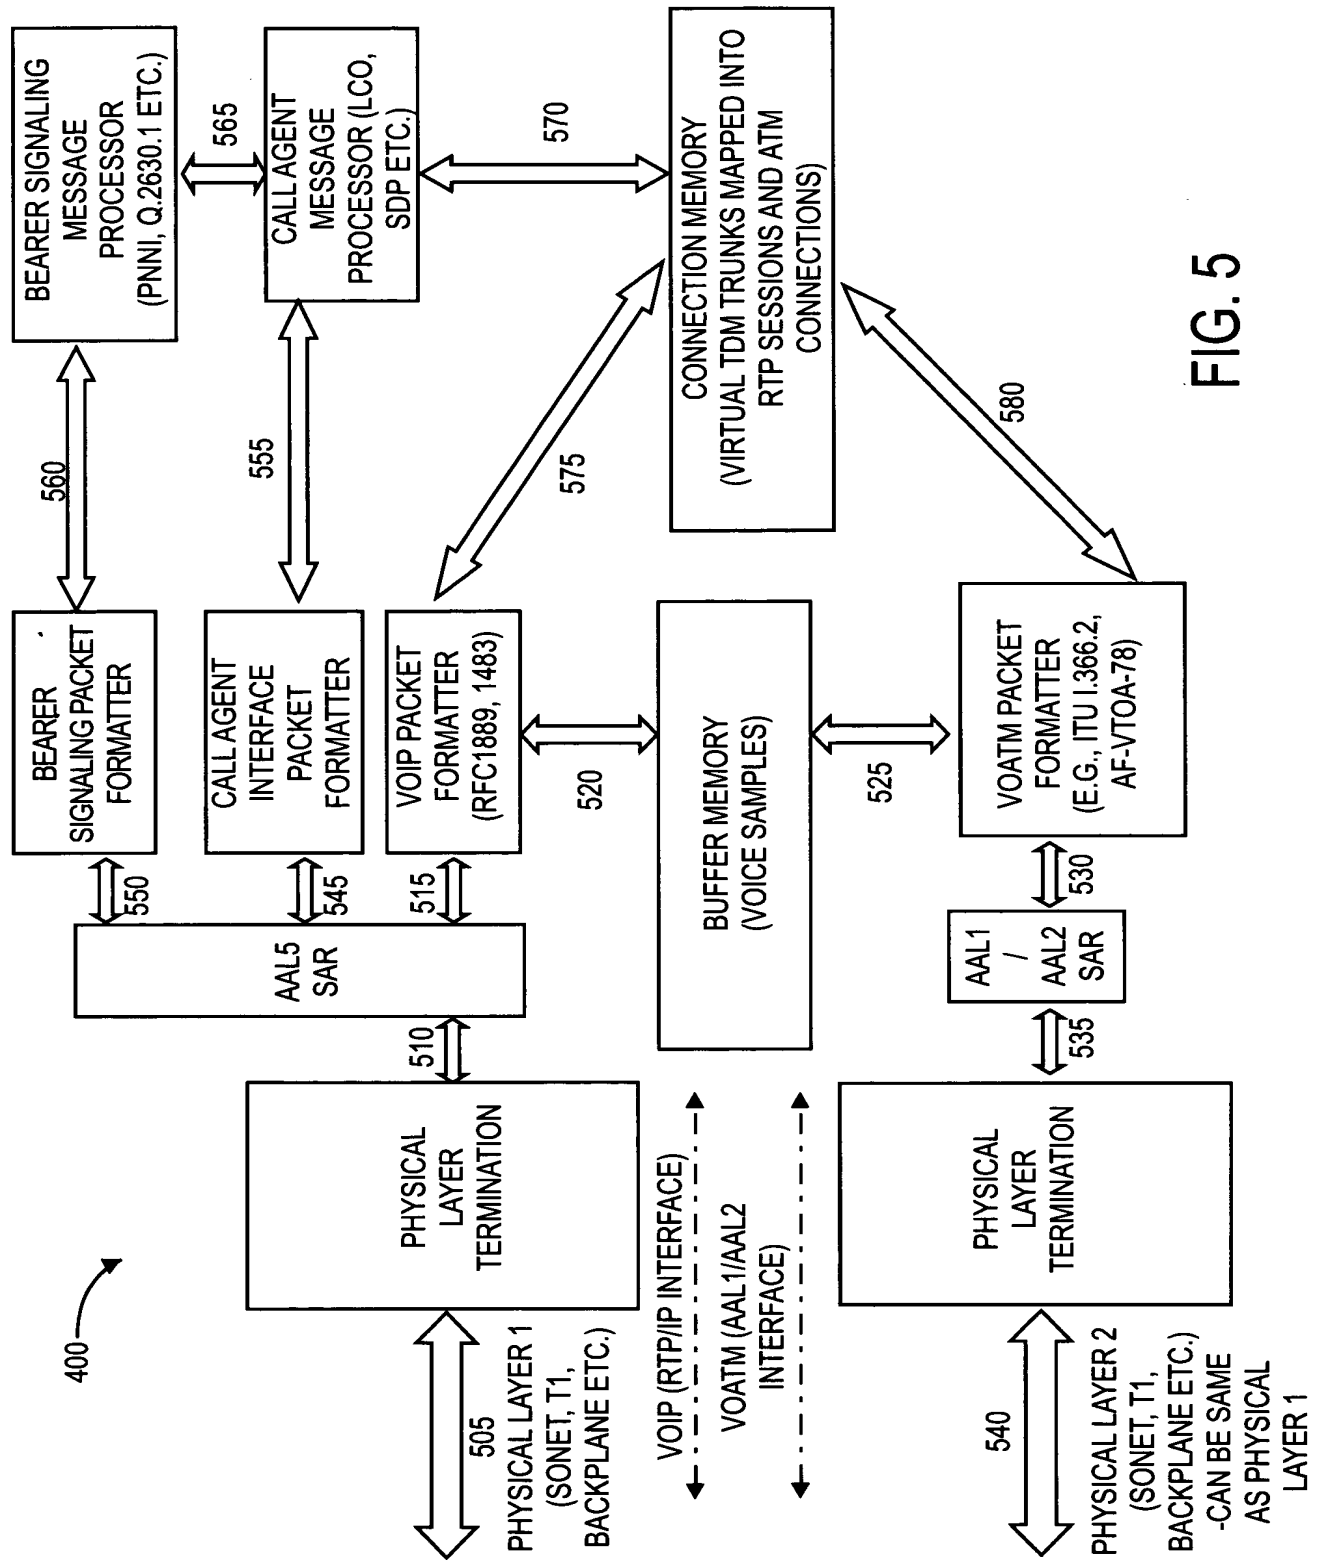 400
505
PHYSICAL LAYER 1
(SONET, T1,
BACKPLANE ETC.)
PHYSICAL
LAYER
TERMINATION
510
AAL5
SAR
550
545
515
BEARER
SIGNALING PACKET
FORMATTER
CALL AGENT
INTERFACE
PACKET
FORMATTER
VOIP PACKET
FORMATTER
(RFC1889, 1483)
560
555
575
BEARER SIGNALING
MESSAGE
PROCESSOR
(PNNI, Q.2630.1 ETC.)
565
CALL AGENT
MESSAGE
PROCESSOR (LCO,
SDP ETC.)
570
VOIP (RTP/IP INTERFACE)
VOATM (AAL1/AAL2
INTERFACE)
520
BUFFER MEMORY
(VOICE SAMPLES)
525
CONNECTION MEMORY
(VIRTUAL TDM TRUNKS MAPPED INTO
RTP SESSIONS AND ATM
CONNECTIONS)
580
540
PHYSICAL LAYER 2
(SONET, T1,
BACKPLANE ETC.)
-CAN BE SAME
AS PHYSICAL
LAYER 1
PHYSICAL
LAYER
TERMINATION
535
AAL1
/
AAL2
SAR
530
VOATM PACKET
FORMATTER
(E.G., ITU I.366.2,
AF-VTOA-78)
FIG. 5